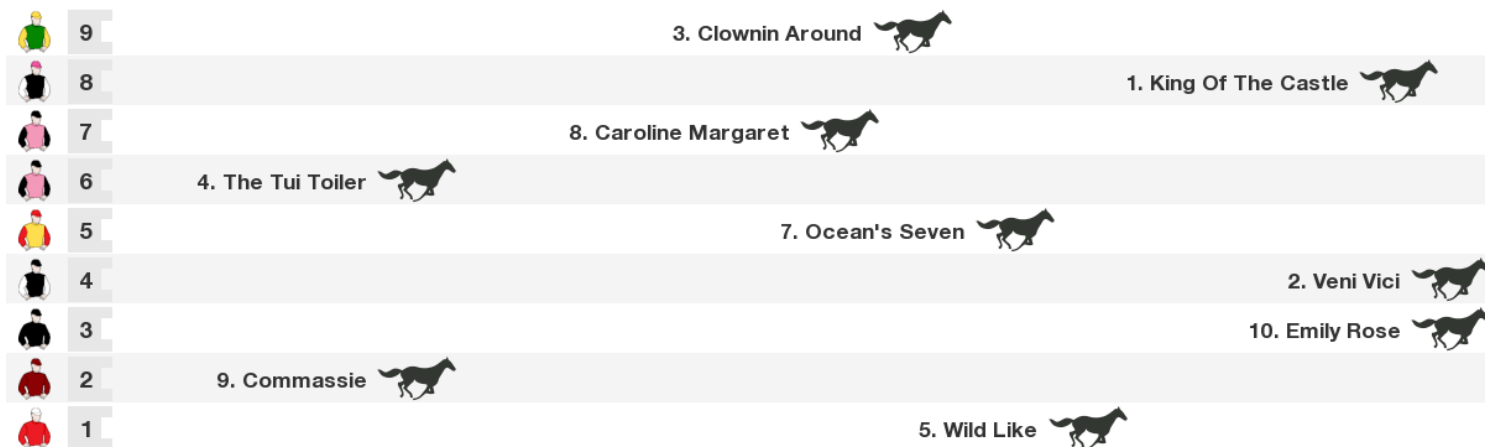 9 3. Clownin Around
8 1. King Of The Castle
7 8. Caroline Margaret
6 4. The Tui Toiler
5 7. Ocean's Seven
4 2. Veni Vici
3 10. Emily Rose
2 9. Commassie
1 5. Wild Like